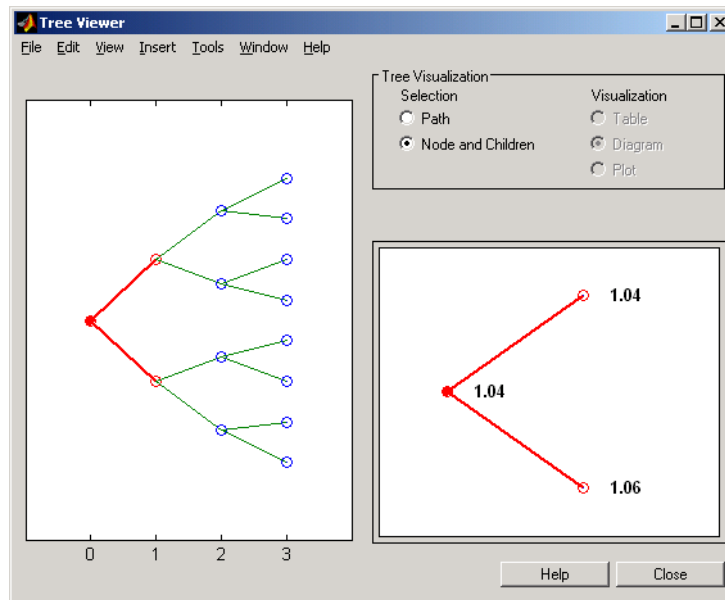 Tree Viewer
File Edit View Insert Tools Window Help
Tree Visualization
Selection
Visualization
Path
Table
Node and Children
Diagram
Plot
1.04
1.04
1.06
0 1 2 3
Help
Close